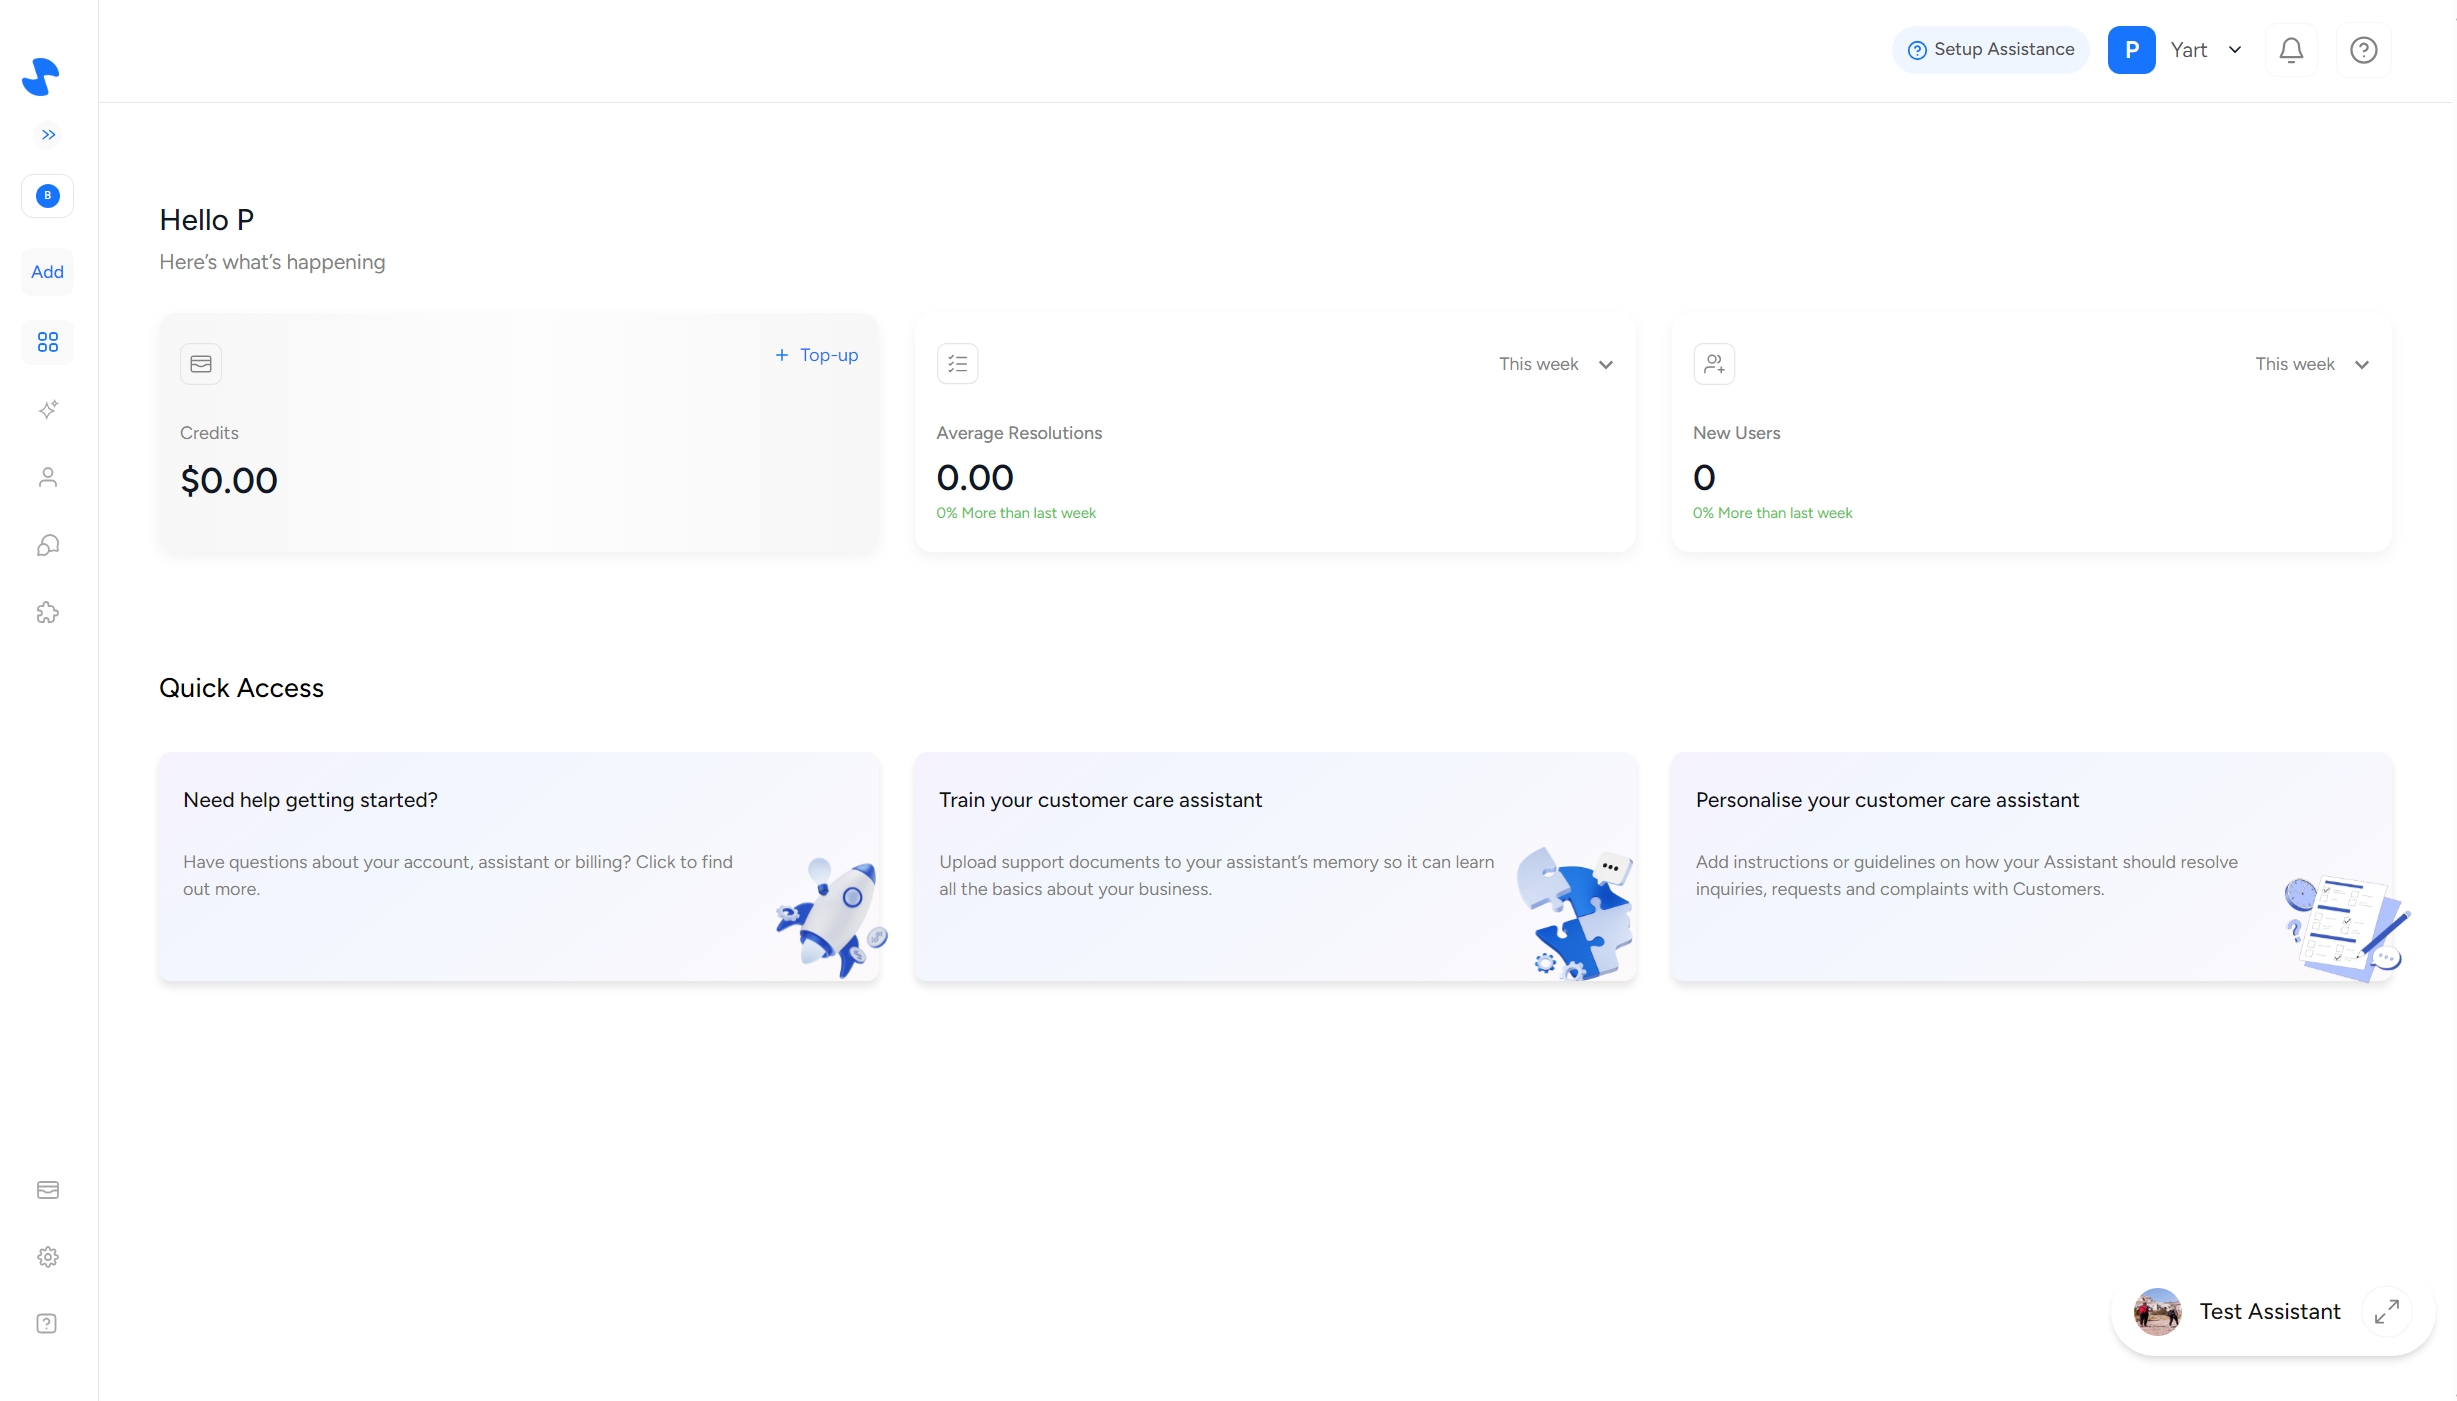 Setup Assistance
P
Yart
B
Add
Hello P
Here's what's happening
Top-up
Credits
$0.00
This week
Average Resolutions
0.00
0% More than last week
This week
New Users
0
0% More than last week
Quick Access
Need help getting started?
Have questions about your account, assistant or billing? Click to find
out more.
Train your customer care assistant
Upload support documents to your assistant's memory so it can learn
all the basics about your business.
Personalise your customer care assistant
Add instructions or guidelines on how your Assistant should resolve
inquiries, requests and complaints with Customers.
Test Assistant